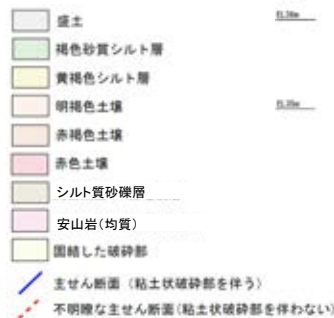 盛土
褐色砂質シルト層
黄褐色シルト層
明褐色土壌
赤褐色土壌
赤色土壌
シルト質砂礫層
安山岩(均質)
固結した破砕部
主せん断面(粘土状破砕部を伴う)
不明瞭な主せん断面(粘土状破砕部を伴わない)